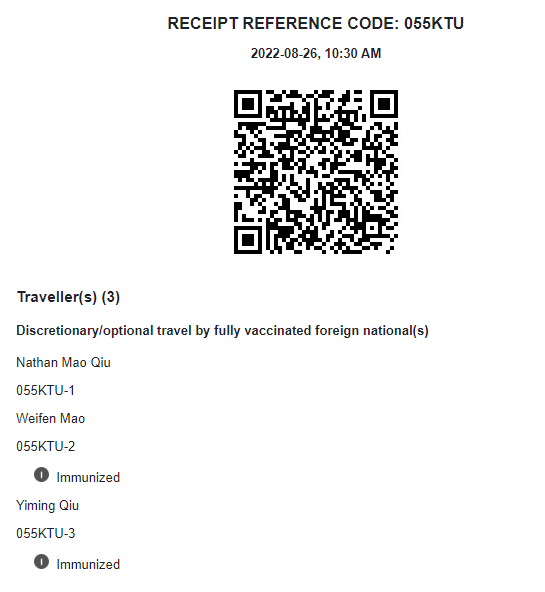 RECEIPT REFERENCE CODE: 055KTU
2022-08-26, 10:30 AM
Traveller(s) (3)
Discretionary/optional travel by fully vaccinated foreign national(s)
Nathan Mao Qiu
055KTU-1
Weifen Mao
055KTU-2
I Immunized
Yiming Qiu
055KTU-3
I Immunized